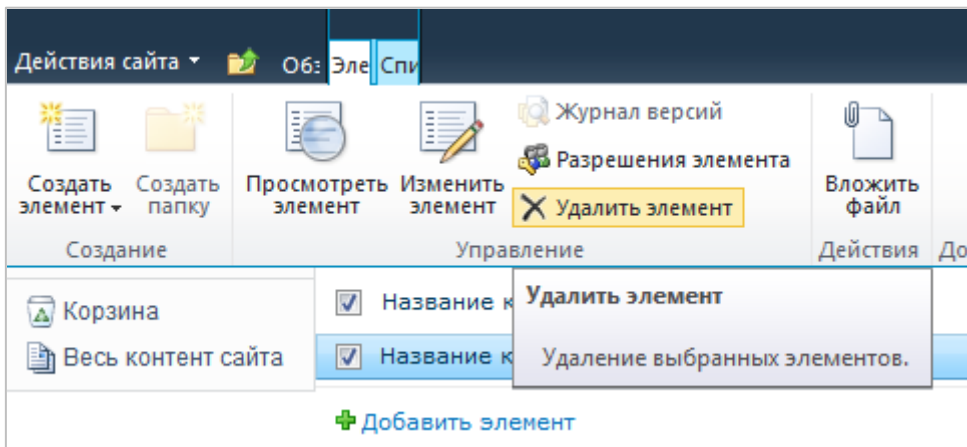 Действия сайта
Обз Эле Спи
Журнал версий
Разрешения элемента
Удалить элемент
Создать элемент
Создать папку
Просмотреть элемент
Изменить элемент
Вложить файл
Создание
Управление
Действия
До
Корзина
Весь контент сайта
Название к
Название к
Удалить элемент
Удаление выбранных элементов.
Добавить элемент